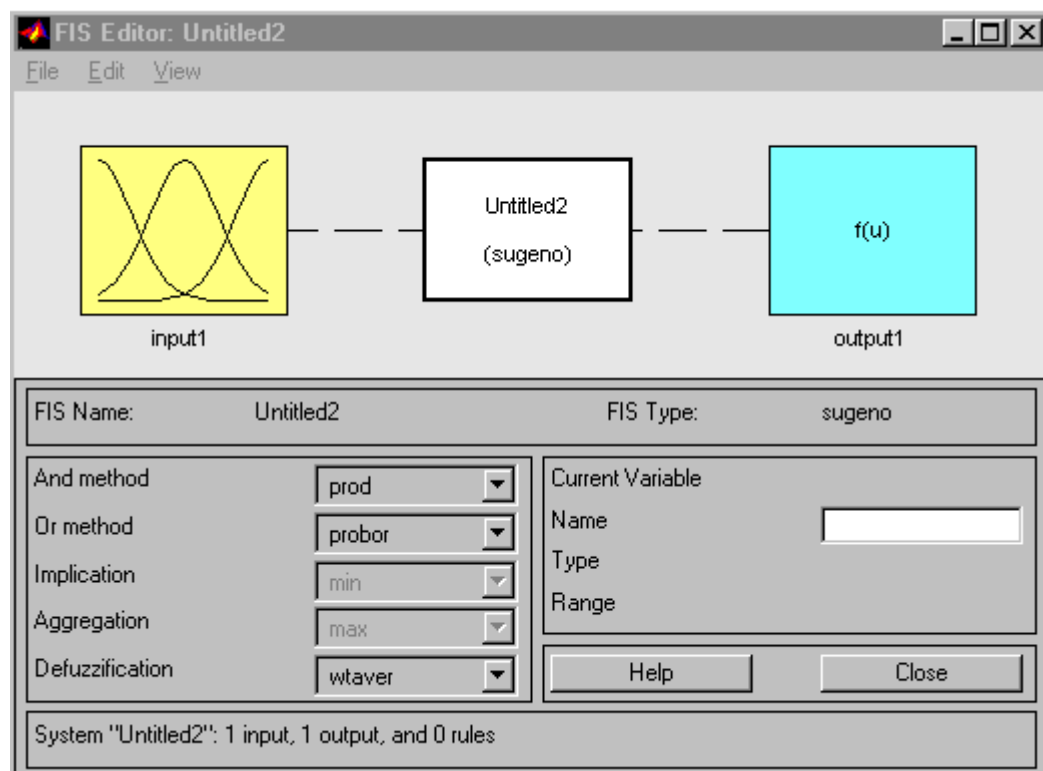 FIS Editor: Untitled2
File Edit View
Untitled2
(sugeno)
f(u)
input1
output1
FIS Name: Untitled2 FIS Type: sugeno
And method prod
Or method probor
Implication min
Aggregation max
Defuzzification wtaver
Current Variable
Name
Type
Range
Help Close
System "Untitled2": 1 input, 1 output, and 0 rules